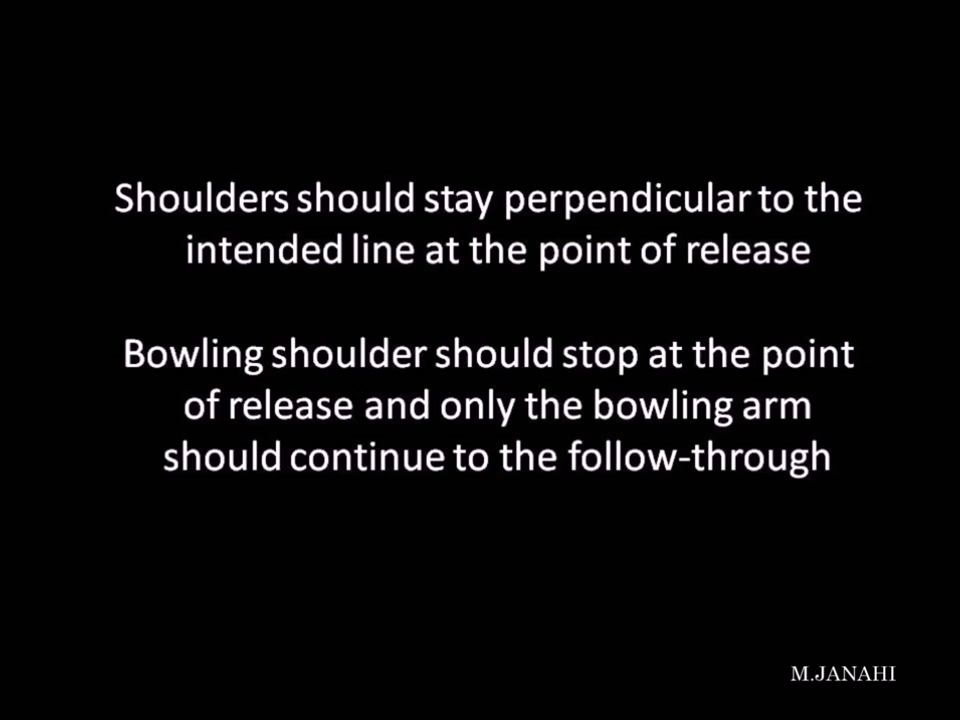 Shoulders should stay perpendicular to the
intended line at the point of release
Bowling shoulder should stop at the point
of release and only the bowling arm
should continue to the follow-through
M.JANAHI